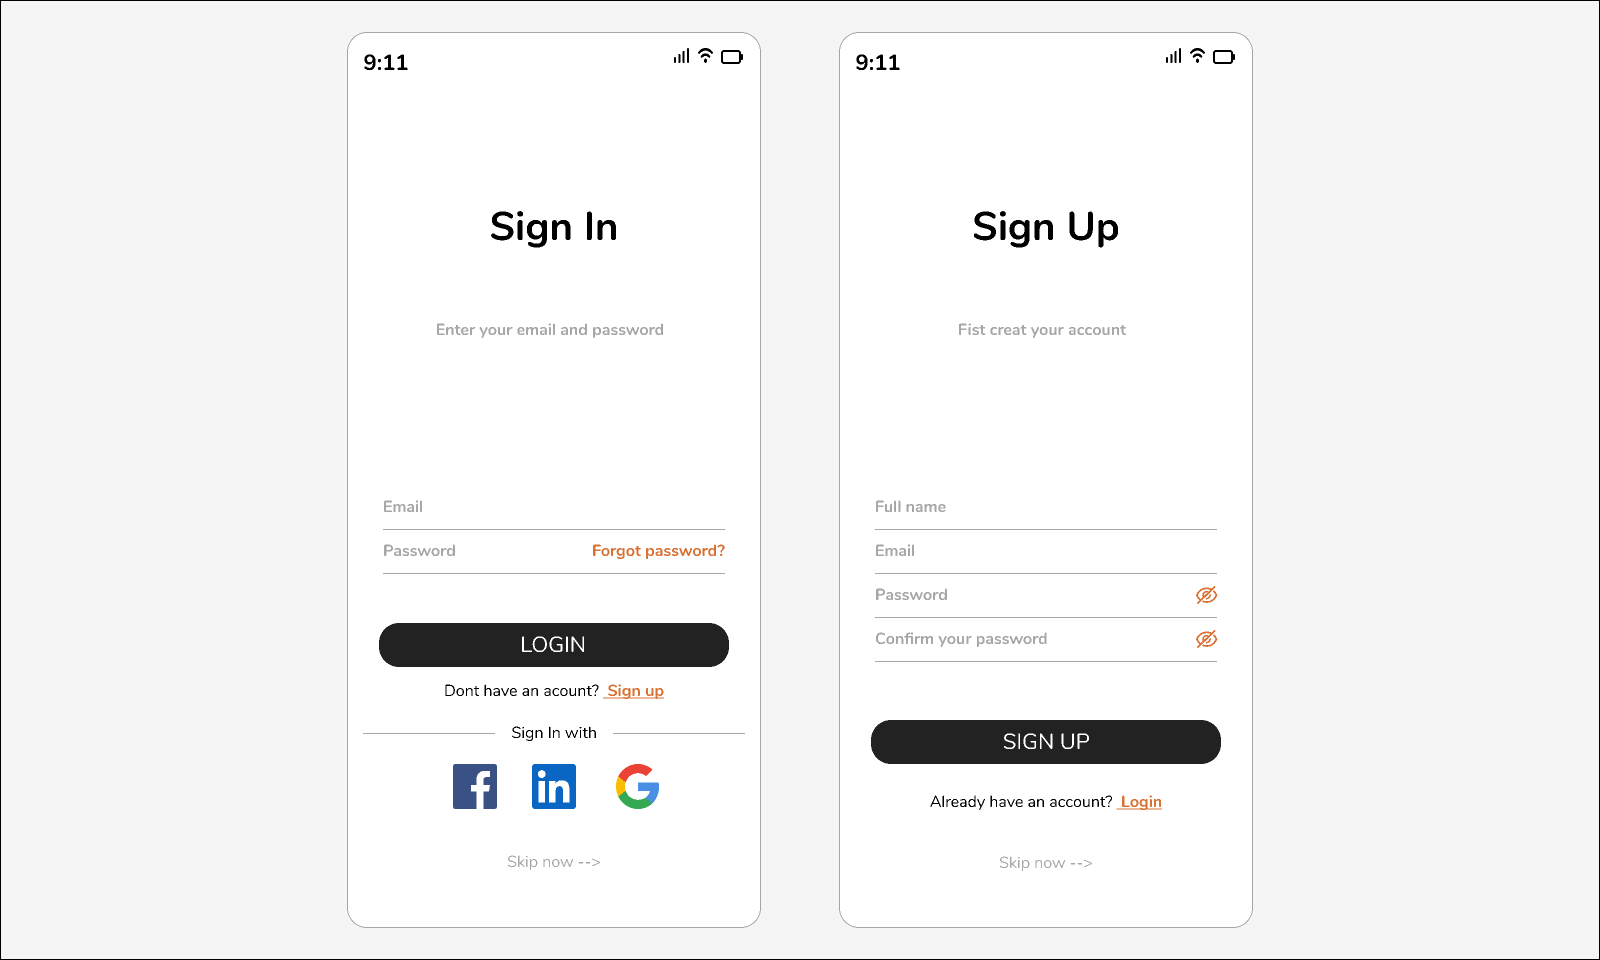 9:11
Sign In
Enter your email and password
Email
Password Forgot password?
LOGIN
Dont have an acount? Sign up
Sign In with
f in G
Skip now -->
9:11
Sign Up
Fist creat your account
Full name
Email
Password
Confirm your password
SIGN UP
Already have an account? Login
Skip now -->